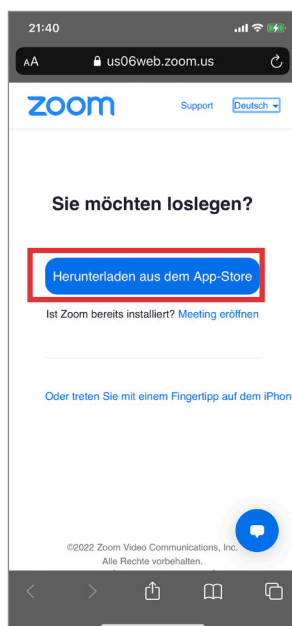 21:40
AA us06web.zoom.us
zoom Support Deutsch
Sie möchten loslegen?
Herunterladen aus dem App-Store
Ist Zoom bereits installiert? Meeting eröffnen
Oder treten Sie mit einem Fingertipp auf dem iPhon
©2022 Zoom Video Communications, Inc.
Alle Rechte vorbehalten.